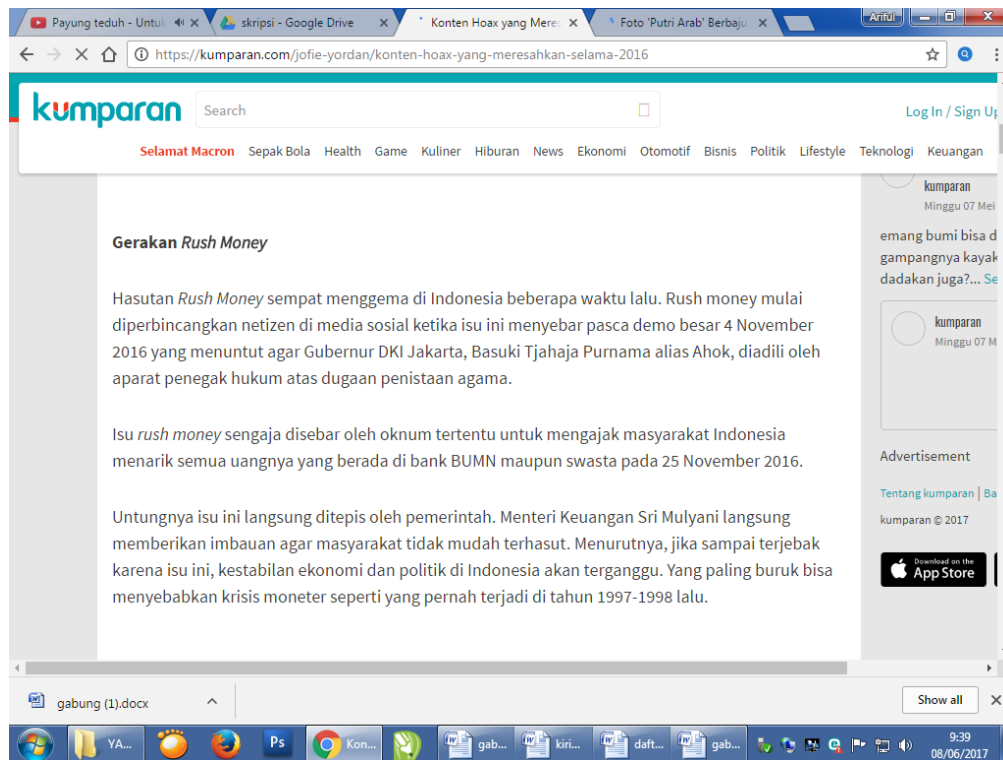 Payung teduh - Untuk
skripsi - Google Drive
Konten Hoax yang Meres
Foto 'Putri Arab' Berbaju
Ariful
https://kumparan.com/jofie-yordan/konten-hoax-yang-meresahkan-selama-2016
kumparan
Search
Log In / Sign Up
Selamat Macron Sepak Bola Health Game Kuliner Hiburan News Ekonomi Otomotif Bisnis Politik Lifestyle Teknologi Keuangan
Gerakan Rush Money
Hasutan Rush Money sempat menggema di Indonesia beberapa waktu lalu. Rush money mulai
diperbincangkan netizen di media sosial ketika isu ini menyebar pasca demo besar 4 November
2016 yang menuntut agar Gubernur DKI Jakarta, Basuki Tjahaja Purnama alias Ahok, diadili oleh
aparat penegak hukum atas dugaan penistaan agama.
Isu rush money sengaja disebar oleh oknum tertentu untuk mengajak masyarakat Indonesia
menarik semua uangnya yang berada di bank BUMN maupun swasta pada 25 November 2016.
Untungnya isu ini langsung ditepis oleh pemerintah. Menteri Keuangan Sri Mulyani langsung
memberikan imbauan agar masyarakat tidak mudah terhasut. Menurutnya, jika sampai terjebak
karena isu ini, kestabilan ekonomi dan politik di Indonesia akan terganggu. Yang paling buruk bisa
menyebabkan krisis moneter seperti yang pernah terjadi di tahun 1997-1998 lalu.
kumparan
Minggu 07 Mei
emang bumi bisa d
gampangnya kayak
dadakan juga?... Se
kumparan
Minggu 07 M
Advertisement
Tentang kumparan | Ba
kumparan © 2017
Download on the
App Store
gabung (1).docx
Show all
YA...
Ps
Kon...
gab...
kiri...
daft...
gab...
9:39
08/06/2017